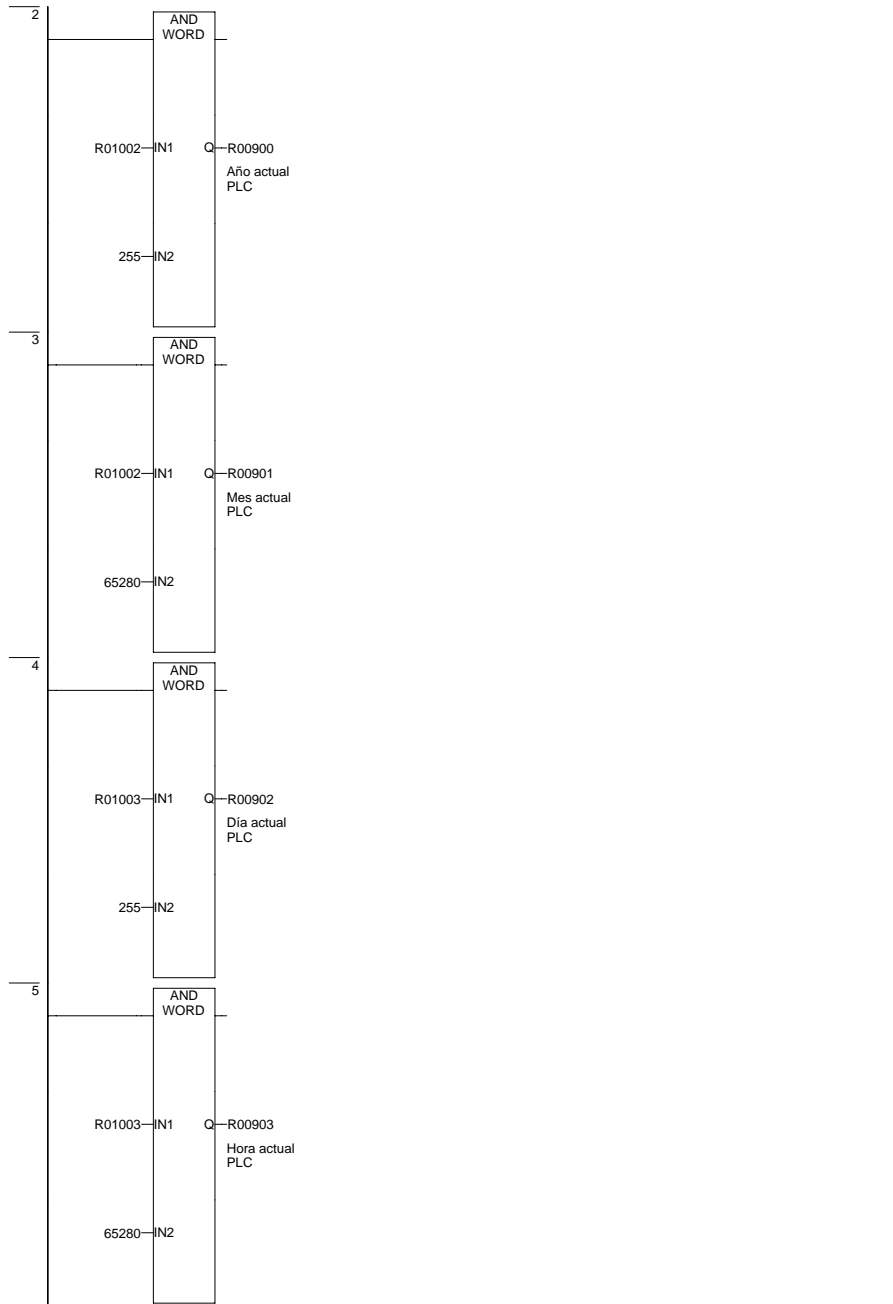 2
AND
WORD
R01002 IN1 Q R00900
Año actual
PLC
255 IN2
3
AND
WORD
R01002 IN1 Q R00901
Mes actual
PLC
65280 IN2
4
AND
WORD
R01003 IN1 Q R00902
Día actual
PLC
255 IN2
5
AND
WORD
R01003 IN1 Q R00903
Hora actual
PLC
65280 IN2